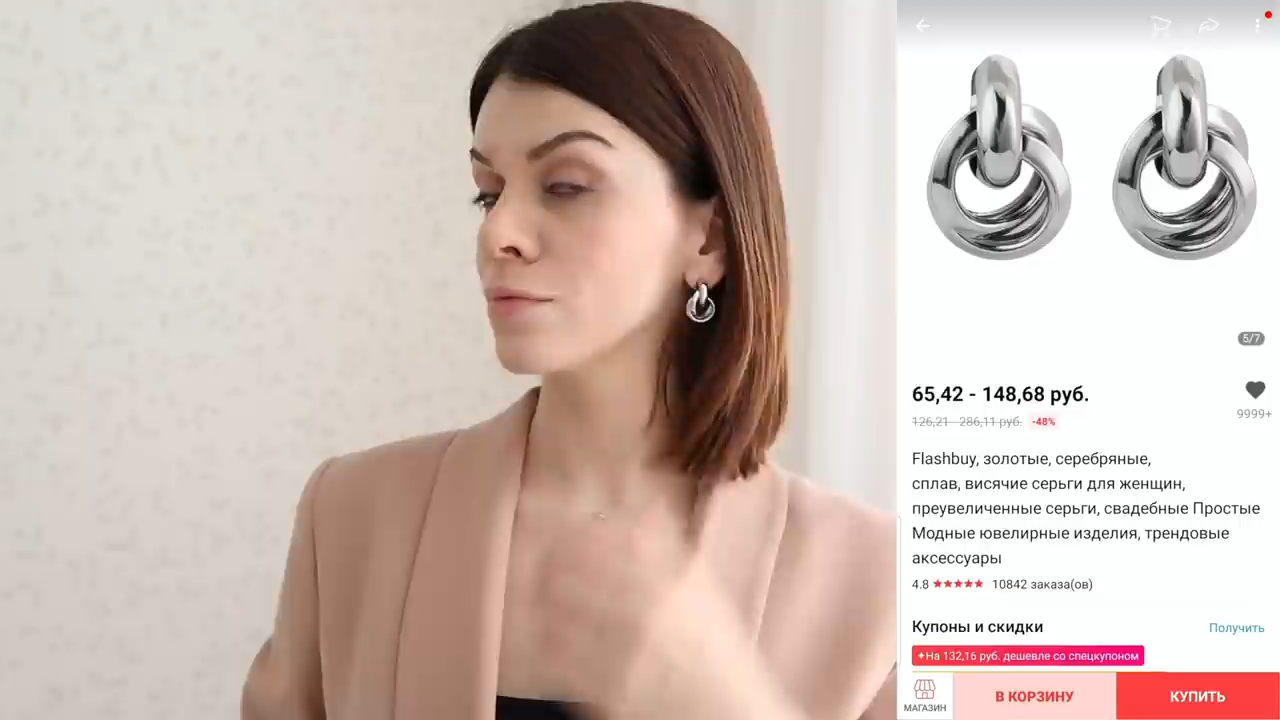 5/7
65,42 - 148,68 руб.
9999+
126,21 - 286,11 руб. -48%
Flashbuy, золотые, серебряные,
сплав, висячие серьги для женщин,
преувеличенные серьги, свадебные Простые
Модные ювелирные изделия, трендовые
аксессуары
4.8 10842 заказа(ов)
Купоны и скидки Получить
На 132,16 руб. дешевле со спецкупоном
МАГАЗИН В КОРЗИНУ КУПИТЬ